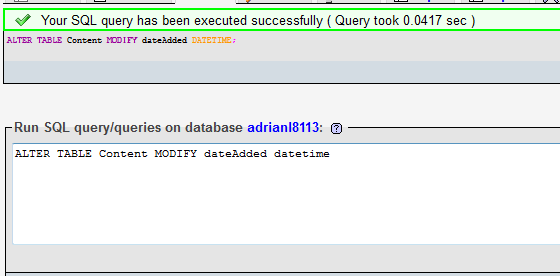 Your SQL query has been executed successfully ( Query took 0.0417 sec )
ALTER TABLE Content MODIFY dateAdded DATETIME;
Run SQL query/queries on database adrianl8113:
ALTER TABLE Content MODIFY dateAdded datetime